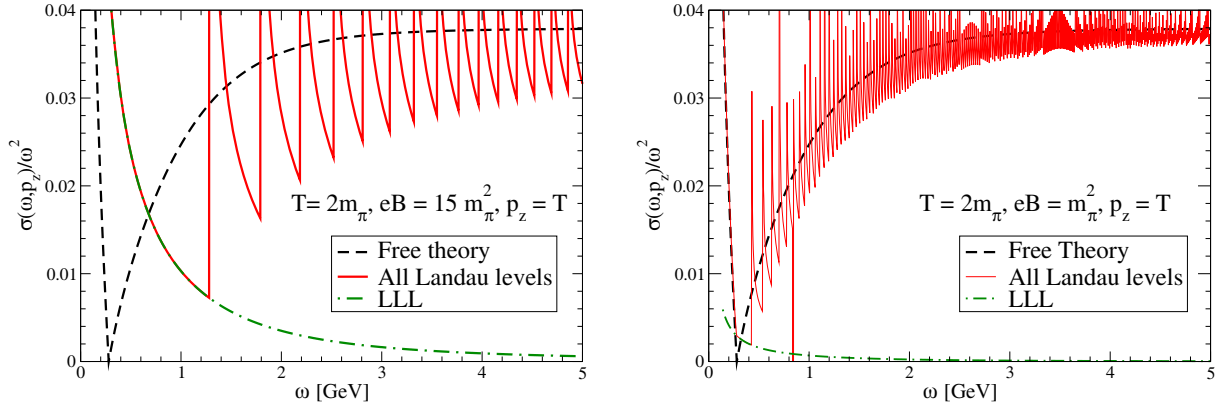 0.04
0.03
0.02
0.01
0
σ(ω,p_z)/ω^2
T= 2m_π, eB = 15 m_π^2, p_z = T
Free theory
All Landau levels
LLL
0 1 2 3 4 5
ω [GeV]
0.04
0.03
0.02
0.01
0
σ(ω,p_z)/ω^2
T= 2m_π, eB = m_π^2, p_z = T
Free Theory
All Landau levels
LLL
0 1 2 3 4 5
ω [GeV]